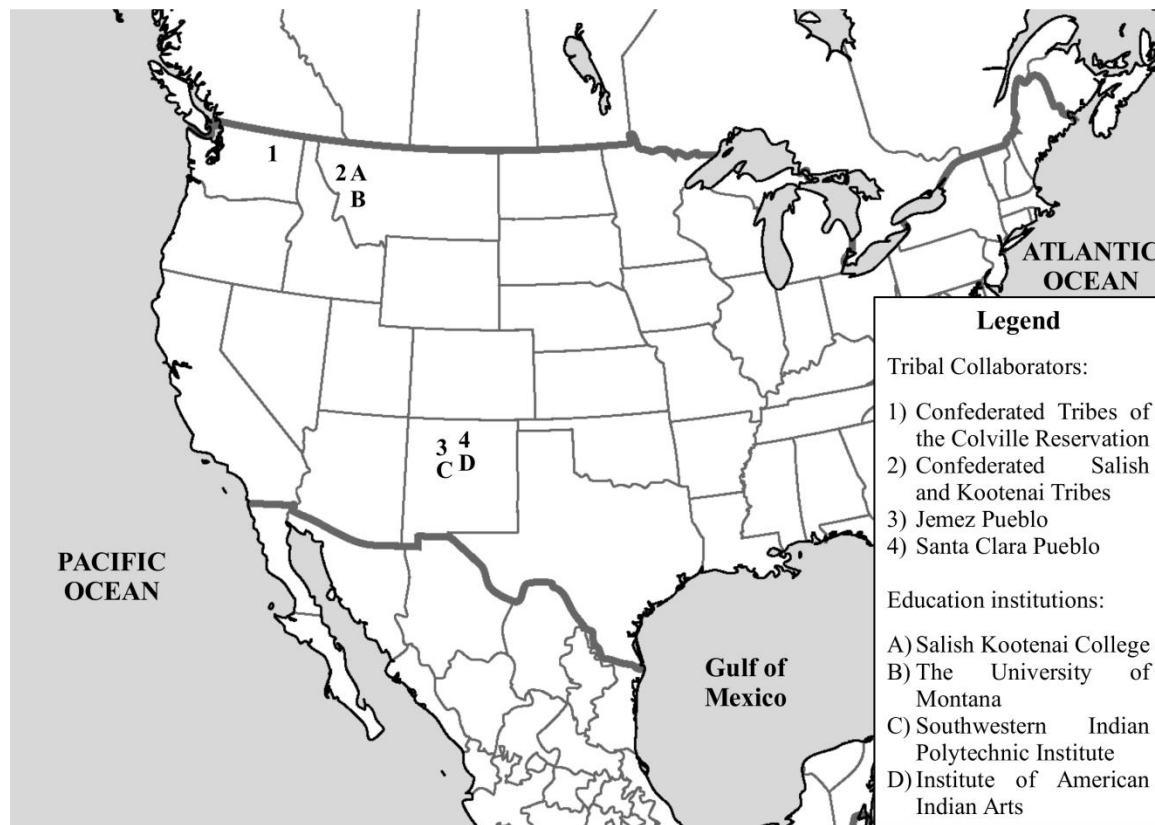 1
2 A
B
ATLANTIC
OCEAN
3 4
C D
PACIFIC
OCEAN
Gulf of
Mexico
Legend
Tribal Collaborators:
1) Confederated Tribes of
the Colville Reservation
2) Confederated Salish
and Kootenai Tribes
3) Jemez Pueblo
4) Santa Clara Pueblo
Education institutions:
A) Salish Kootenai College
B) The University of
Montana
C) Southwestern Indian
Polytechnic Institute
D) Institute of American
Indian Arts